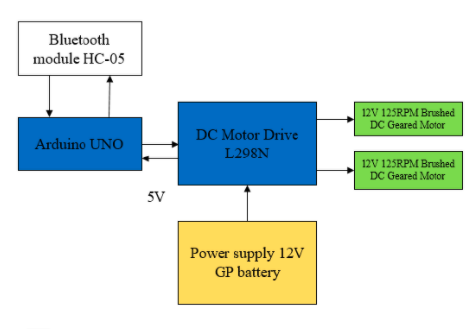 Bluetooth
module HC-05
Arduino UNO
DC Motor Drive
L298N
12V 125RPM Brushed
DC Geared Motor
12V 125RPM Brushed
DC Geared Motor
5V
Power supply 12V
GP battery